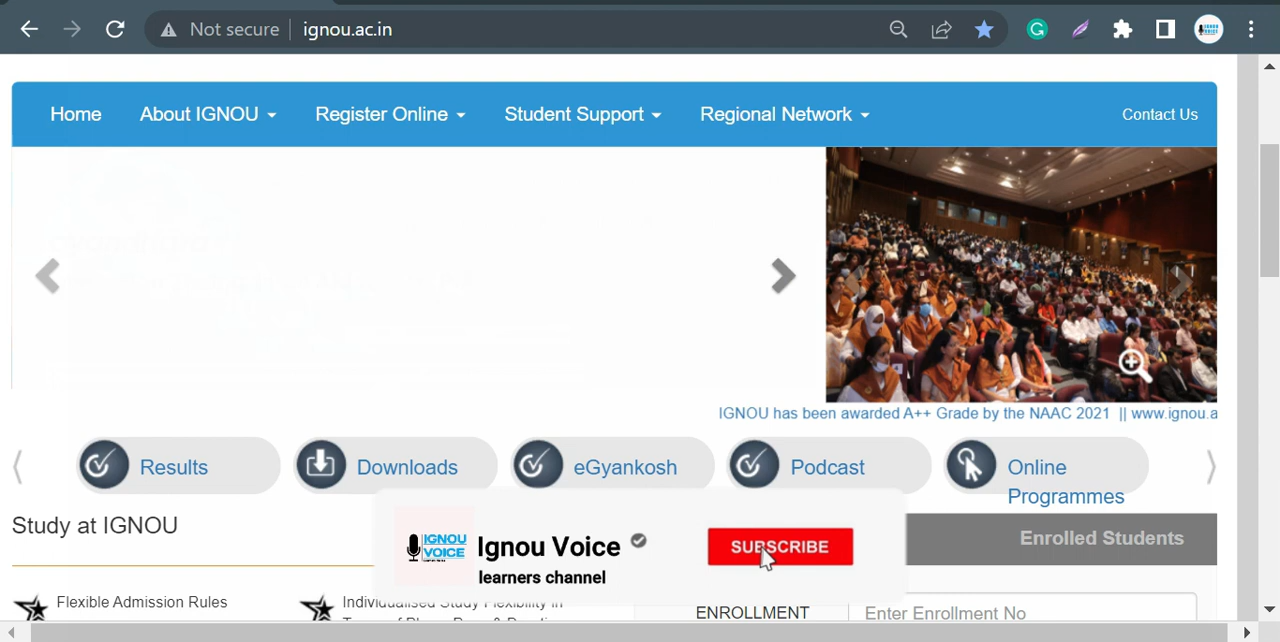 Not secure ignou.ac.in
Home About IGNOU Register Online Student Support Regional Network Contact Us
IGNOU has been awarded A++ Grade by the NAAC 2021 || www.ignou.a
Results Downloads eGyankosh Podcast Online
Programmes
Study at IGNOU
Enrolled Students
IGNOU
VOICE
Ignou Voice
SUBSCRIBE
learners channel
Flexible Admission Rules
Individualised Study Flexibility in
ENROLLMENT Enter Enrollment No